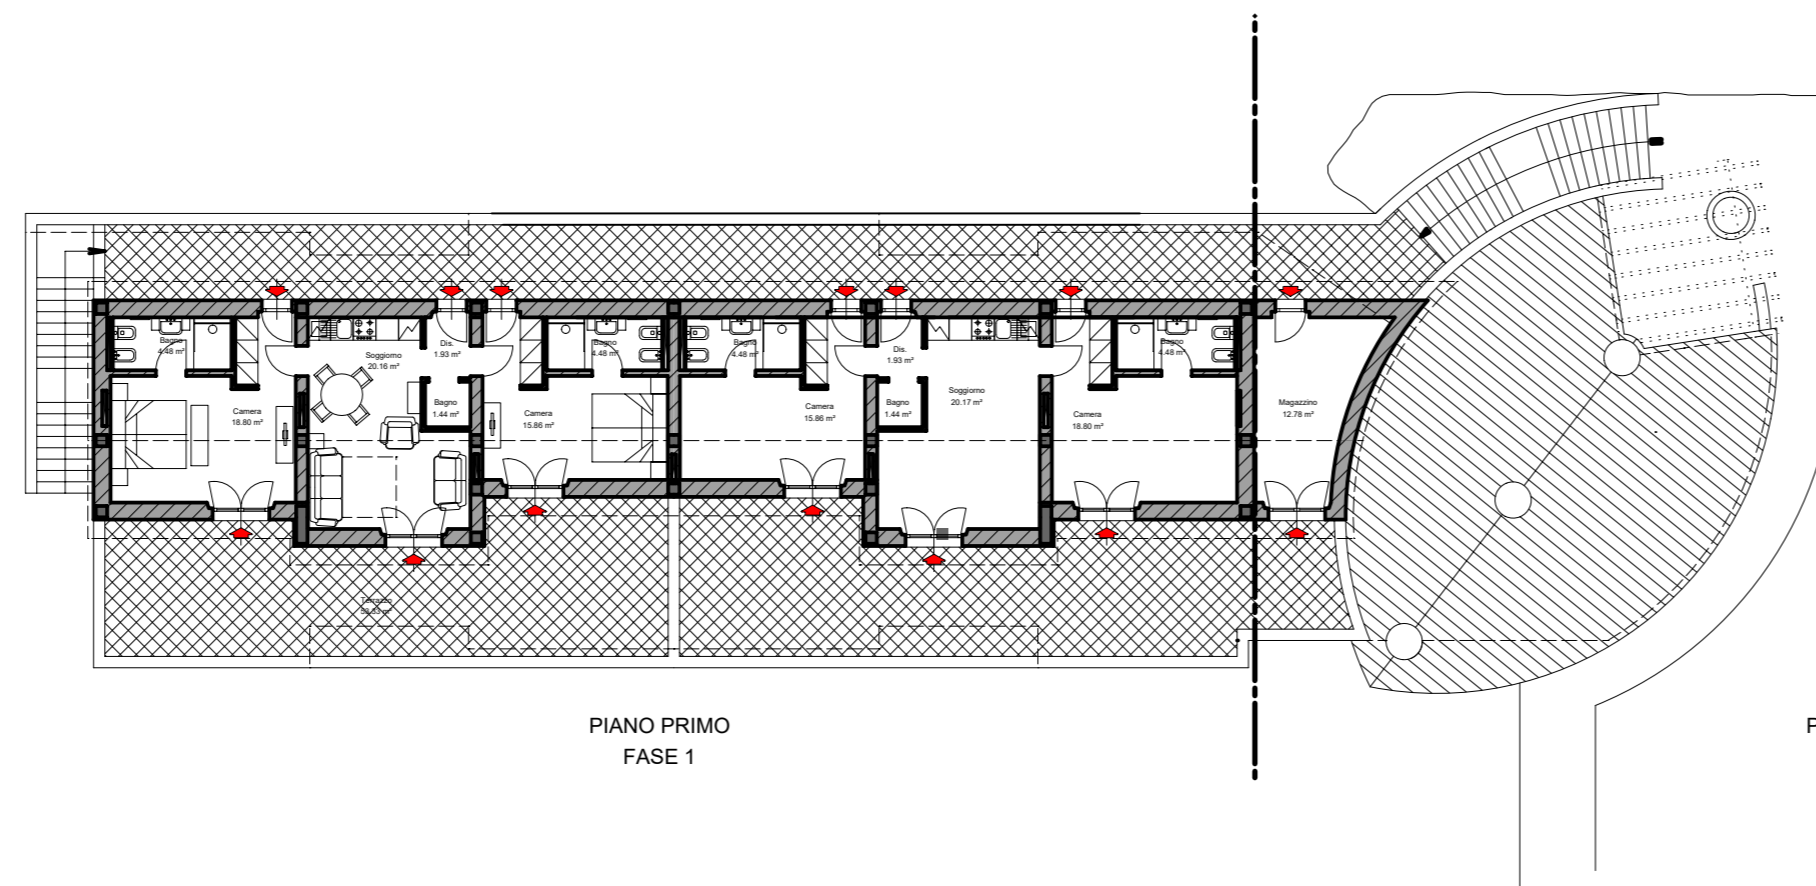 Bagno
4.48 m²
Soggiorno
20.16 m²
Dis.
1.93 m²
Bagno
4.48 m²
Bagno
4.48 m²
Dis.
1.93 m²
Bagno
4.48 m²
Camera
18.80 m²
Bagno
1.44 m²
Camera
15.86 m²
Camera
15.86 m²
Bagno
1.44 m²
Soggiorno
20.17 m²
Camera
18.80 m²
Magazzino
12.78 m²
Terrazzo
PIANO PRIMO
FASE 1
P